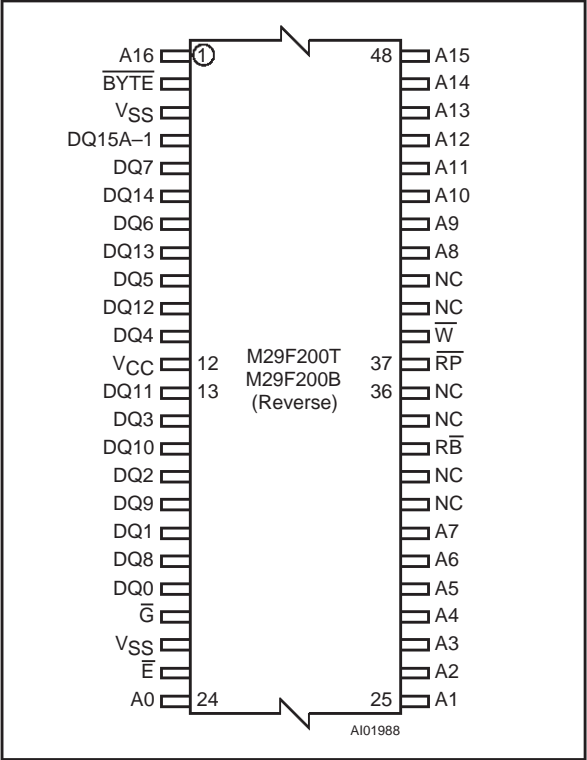 A16 1 48 A15
B̅Y̅T̅E̅ A14
VSS A13
DQ15A–1 A12
DQ7 A11
DQ14 A10
DQ6 A9
DQ13 A8
DQ5 NC
DQ12 NC
DQ4 W̅
VCC 12 M29F200T 37 R̅P̅
DQ11 13 M29F200B 36 NC
(Reverse)
DQ3 NC
DQ10 RB̅
DQ2 NC
DQ9 NC
DQ1 A7
DQ8 A6
DQ0 A5
G̅ A4
VSS A3
E̅ A2
A0 24 25 A1
AI01988